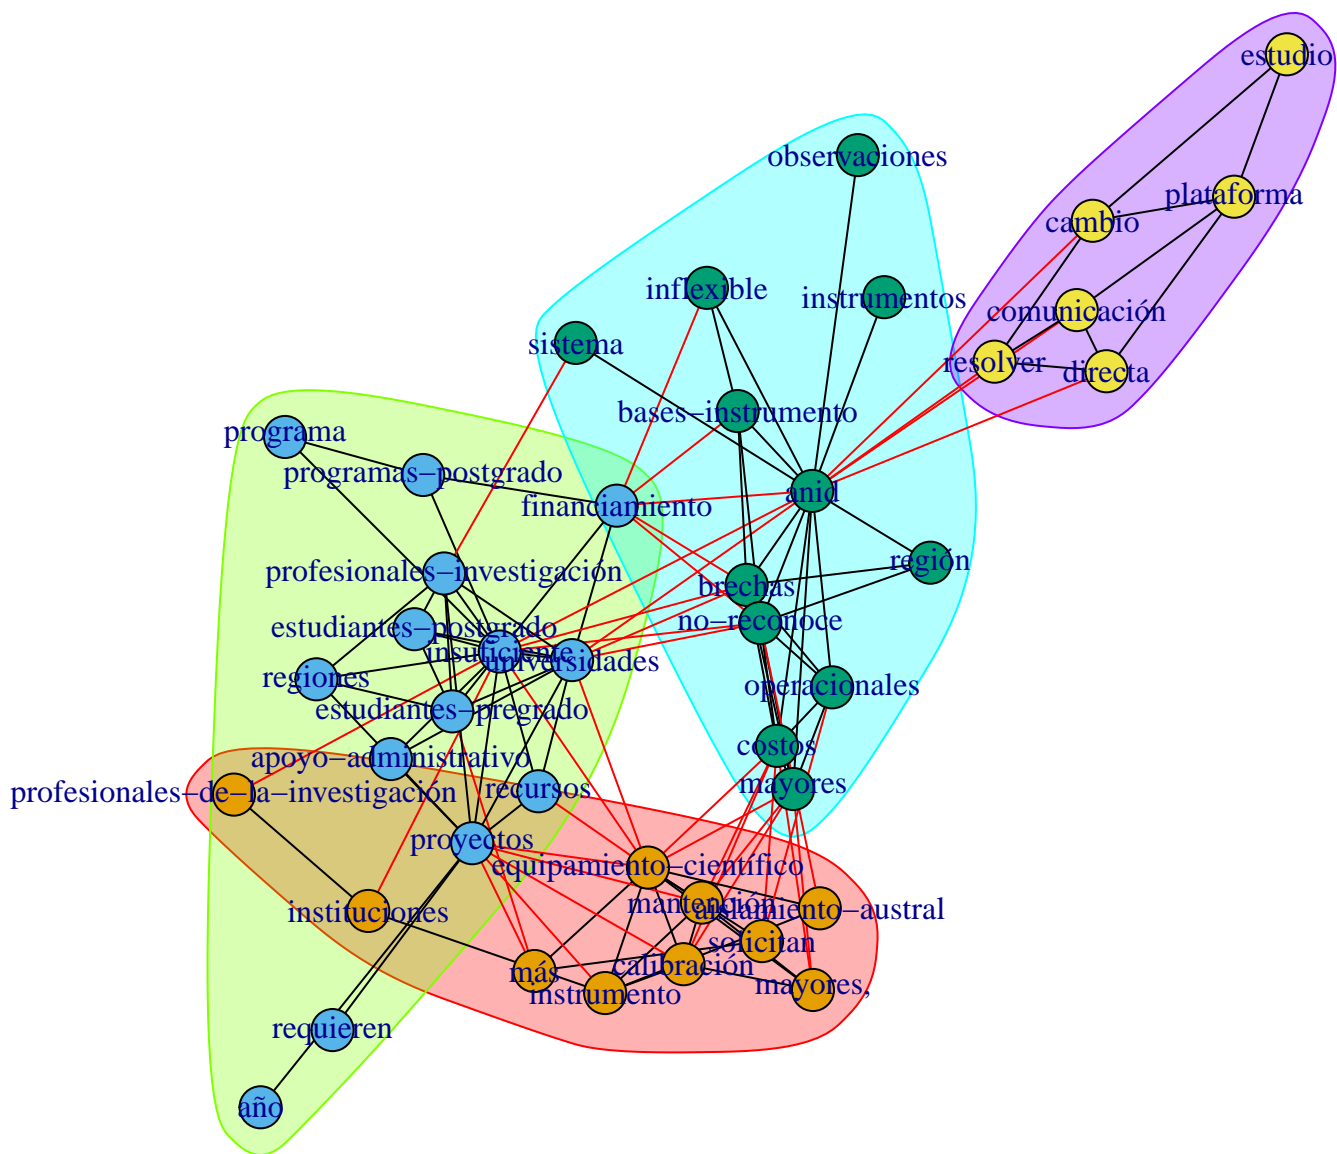 estudio
observaciones
plataforma
cambio
inflexible
instrumentos
comunicación
sistema
resolver
directa
bases−instrumento
programa
programas−postgrado
anid
financiamiento
región
profesionales−investigación
brechas
no−reconoce
estudiantes−postgrado
insuficiente
universidades
regiones
operacionales
estudiantes−pregrado
costos
apoyo−administrativo
mayores
recursos
profesionales−de−la−investigación
proyectos
equipamiento−científico
mantención
aislamiento−austral
instituciones
solicitan
calibración
más
mayores,
instrumento
requieren
año